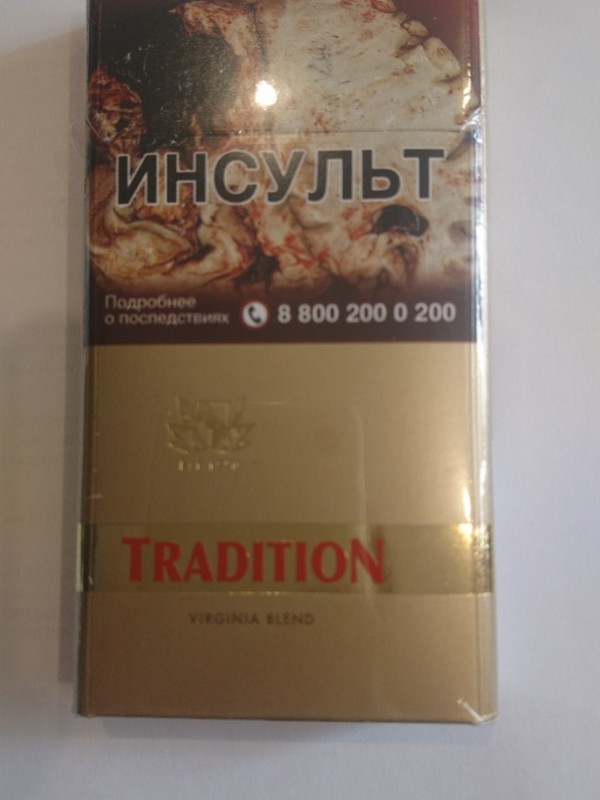 ИНСУЛЬТ
Подробнее
о последствиях
8 800 200 0 200
TRADITION
VIRGINIA BLEND